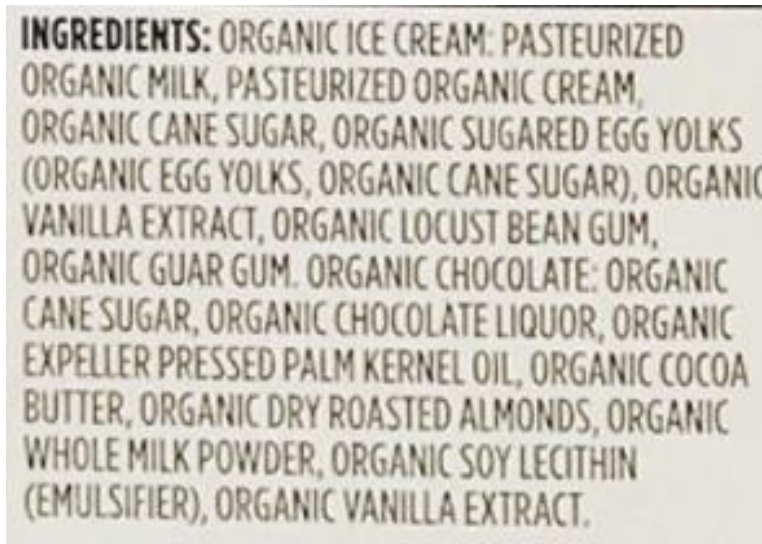 INGREDIENTS: ORGANIC ICE CREAM: PASTEURIZED
ORGANIC MILK, PASTEURIZED ORGANIC CREAM,
ORGANIC CANE SUGAR, ORGANIC SUGARED EGG YOLKS
(ORGANIC EGG YOLKS, ORGANIC CANE SUGAR), ORGANIC
VANILLA EXTRACT, ORGANIC LOCUST BEAN GUM,
ORGANIC GUAR GUM. ORGANIC CHOCOLATE: ORGANIC
CANE SUGAR, ORGANIC CHOCOLATE LIQUOR, ORGANIC
EXPELLER PRESSED PALM KERNEL OIL, ORGANIC COCOA
BUTTER, ORGANIC DRY ROASTED ALMONDS, ORGANIC
WHOLE MILK POWDER, ORGANIC SOY LECITHIN
(EMULSIFIER), ORGANIC VANILLA EXTRACT.